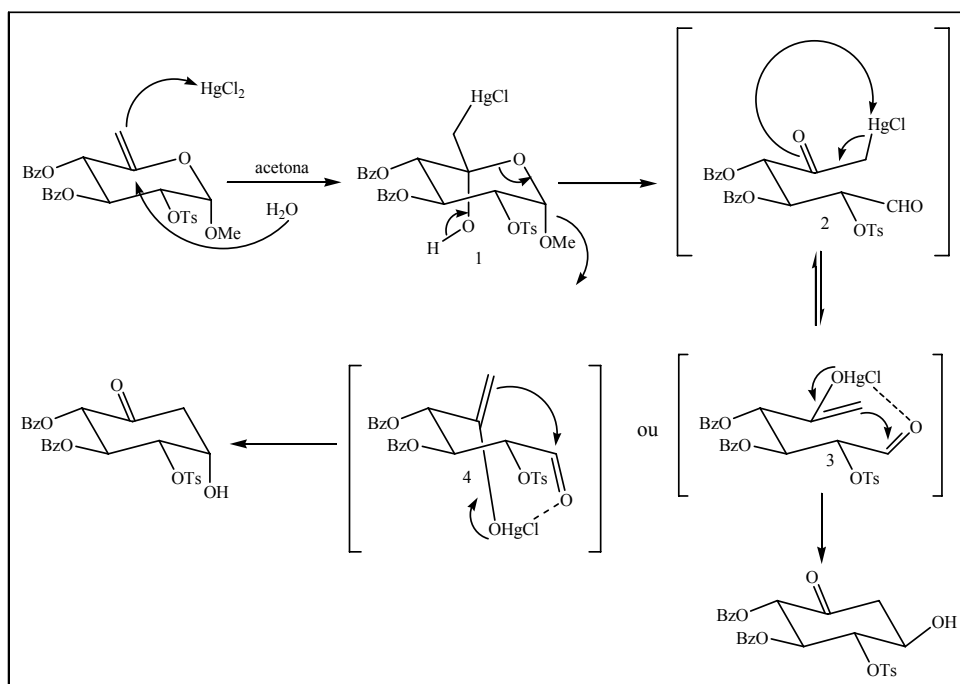 HgCl2
BzO
BzO
O
OTs
OMe
H2O
acetona
HgCl
BzO
BzO
O
O
H
OTs
OMe
1
O
HgCl
BzO
BzO
CHO
OTs
2
O
BzO
BzO
OTs
OH
BzO
BzO
OTs
O
4
OHgCl
ou
OHgCl
BzO
BzO
O
3
OTs
O
BzO
BzO
OH
OTs